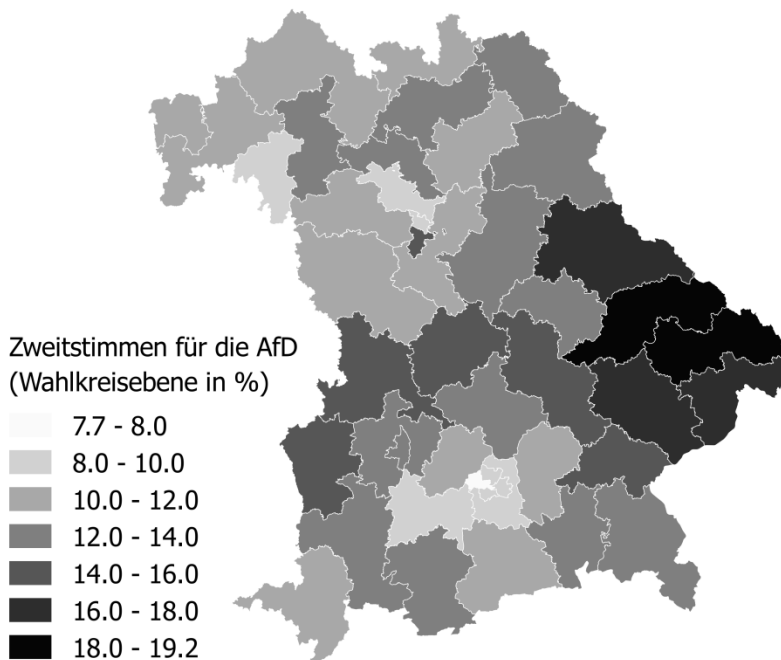 Zweitstimmen für die AfD
(Wahlkreisebene in %)
7.7 - 8.0
8.0 - 10.0
10.0 - 12.0
12.0 - 14.0
14.0 - 16.0
16.0 - 18.0
18.0 - 19.2